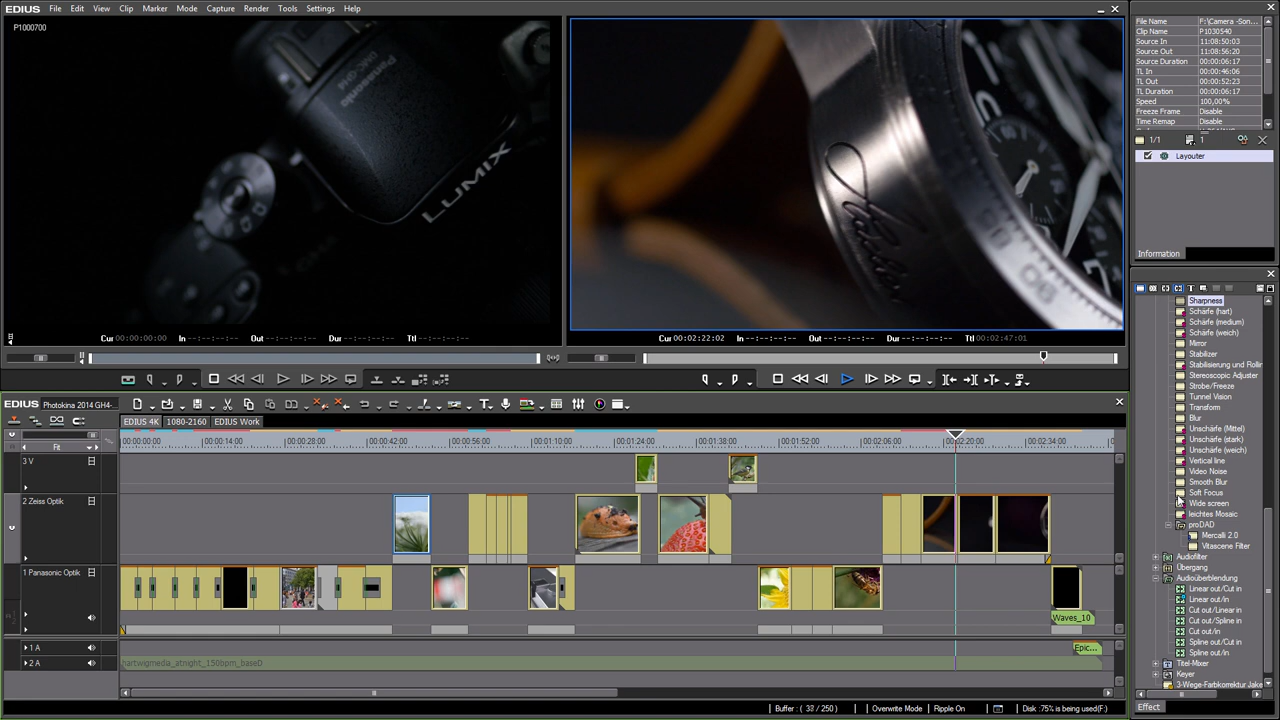 EDIUS File Edit View Clip Marker Mode Capture Render Tools Settings Help
P1000700
Panasonic
LUMIX
Cur 00:00:00:00 In --:--:--:-- Out --:--:--:-- Dur --:--:--:-- Ttl --:--:--:--
Cur 00:02:22:02 In --:--:--:-- Out --:--:--:-- Dur --:--:--:-- Ttl 00:02:47:01
File Name F:\Camera -Son...
Clip Name P1030540
Source In 11:08:50:03
Source Out 11:08:56:20
Source Duration 00:00:06:17
TL In 00:00:46:06
TL Out 00:00:52:23
TL Duration 00:00:06:17
Speed 100,00%
Freeze Frame Disable
Time Remap Disable
1/1 1
Layouter
Information
Sharpness
Schärfe (hart)
Schärfe (medium)
Schärfe (weich)
Mirror
Stabilizer
Stabilisierung und Rollin
Stereoscopic Adjuster
Strobe/Freeze
Tunnel Vision
Transform
Blur
Unschärfe (Mittel)
Unschärfe (stark)
Unschärfe (weich)
Vertical line
Video Noise
Smooth Blur
Soft Focus
Wide screen
leichtes Mosaic
proDAD
Mercalli 2.0
Vitascene Filter
Audiofilter
Übergang
Audioüberblendung
Linear out/Cut in
Linear out/in
Cut out/Linear in
Cut out/Spline in
Cut out/in
Spline out/Cut in
Spline out/in
Titel-Mixer
Keyer
3-Wege-Farbkorrektur Jake
Effect
EDIUS Photokina 2014 GH4-...
EDIUS 4K 1080-2160 EDIUS Work
Fit
00:00:00:00 00:00:14:00 00:00:28:00 00:00:42:00 00:00:56:00 00:01:10:00 00:01:24:00 00:01:38:00 00:01:52:00 00:02:06:00 00:02:20:00 00:02:34:00
3 V
2 Zeiss Optik
1 Panasonic Optik
Waves_10
1 A
Epic...
2 A
hartwigmedia_atnight_150bpm_baseD
Overwrite Mode Ripple On Disk :75% is being used(F:)